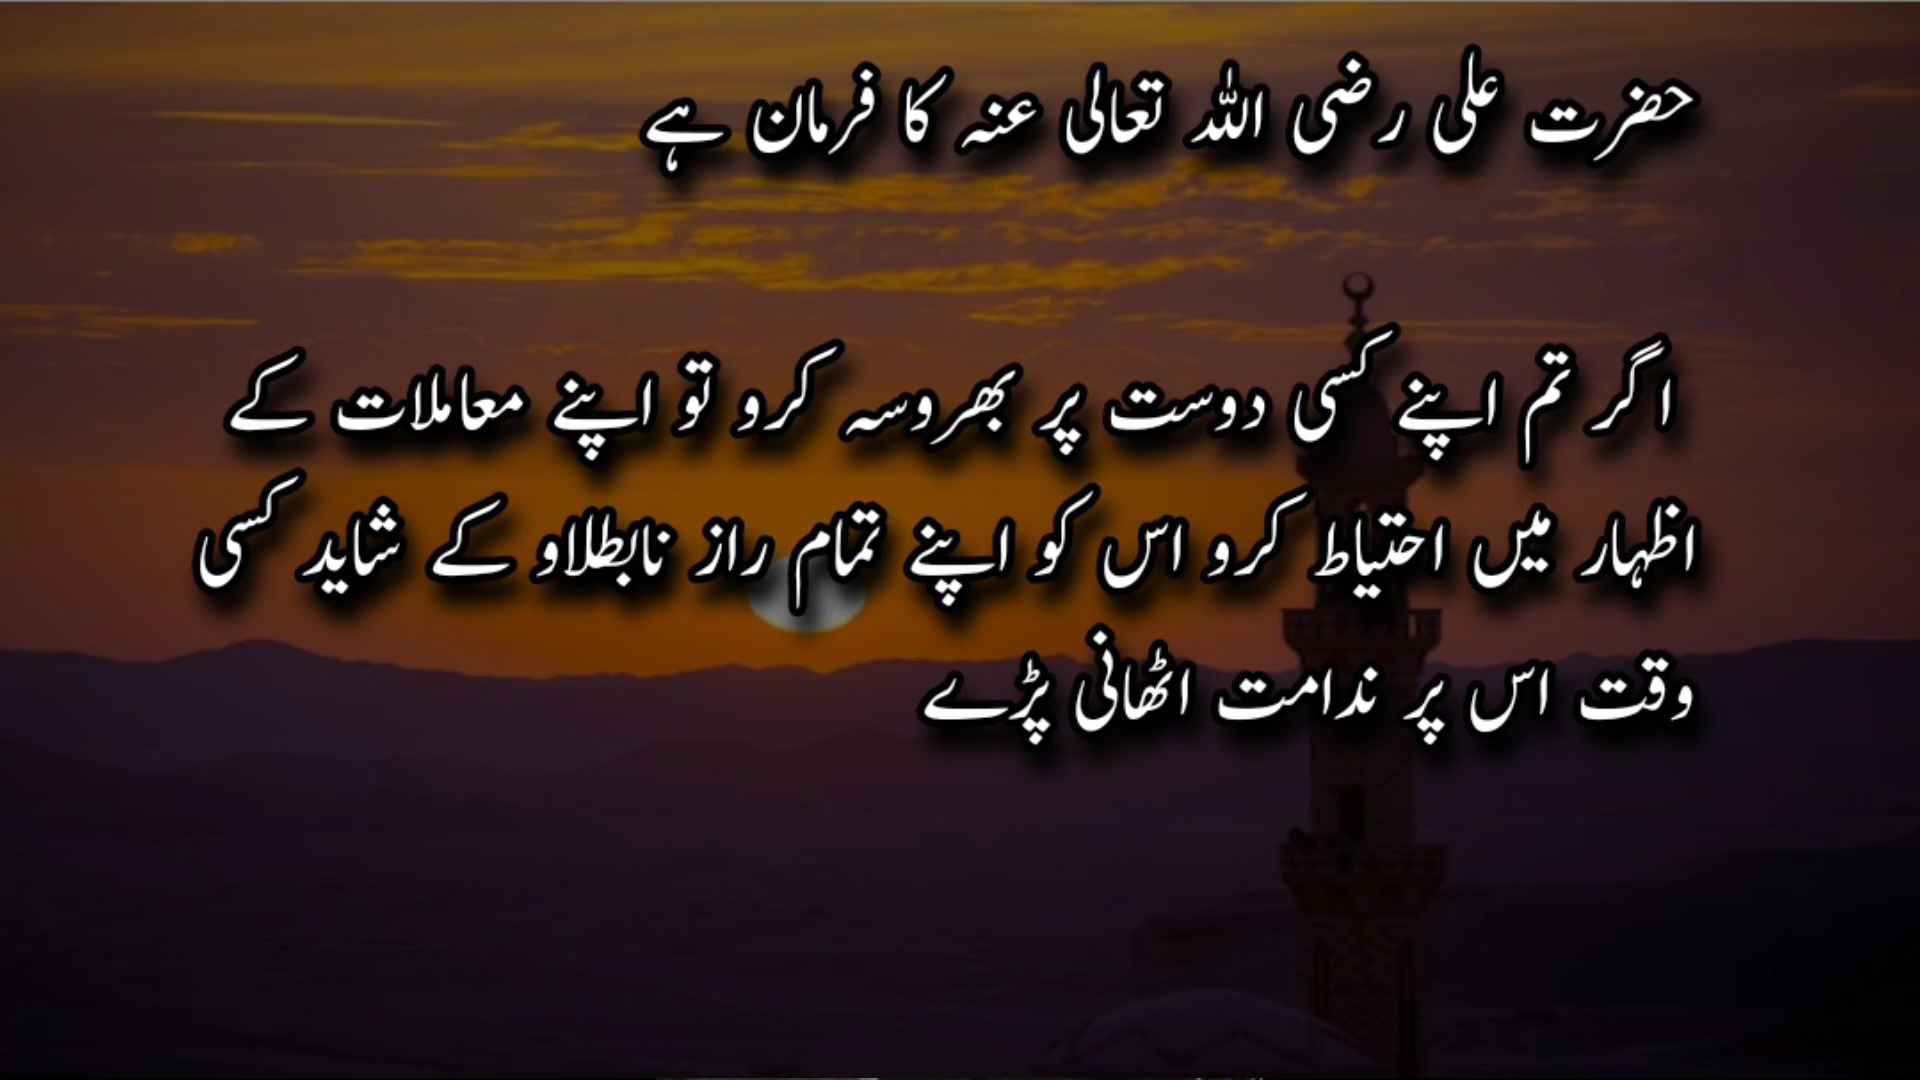 حضرت علی رضی اللہ تعالی عنہ کا فرمان ہے
اگر تم اپنے کسی دوست پر بھروسہ کرو تو اپنے معاملات کے
اظہار میں احتیاط کرو اس کو اپنے تمام راز نابطلاو کے شاید کسی
وقت اس پر ندامت اٹھانی پڑے